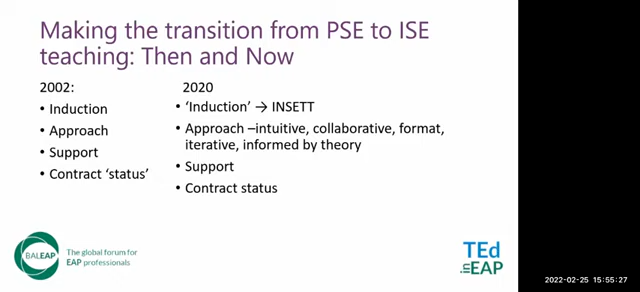 Making the transition from PSE to ISE
teaching: Then and Now
2002:
• Induction
• Approach
• Support
• Contract ‘status’
2020
• ‘Induction’ → INSETT
• Approach –intuitive, collaborative, format,
iterative, informed by theory
• Support
• Contract status
BALEAP
The global forum for
EAP professionals
TEd
in EAP
2022-02-25 15:55:27